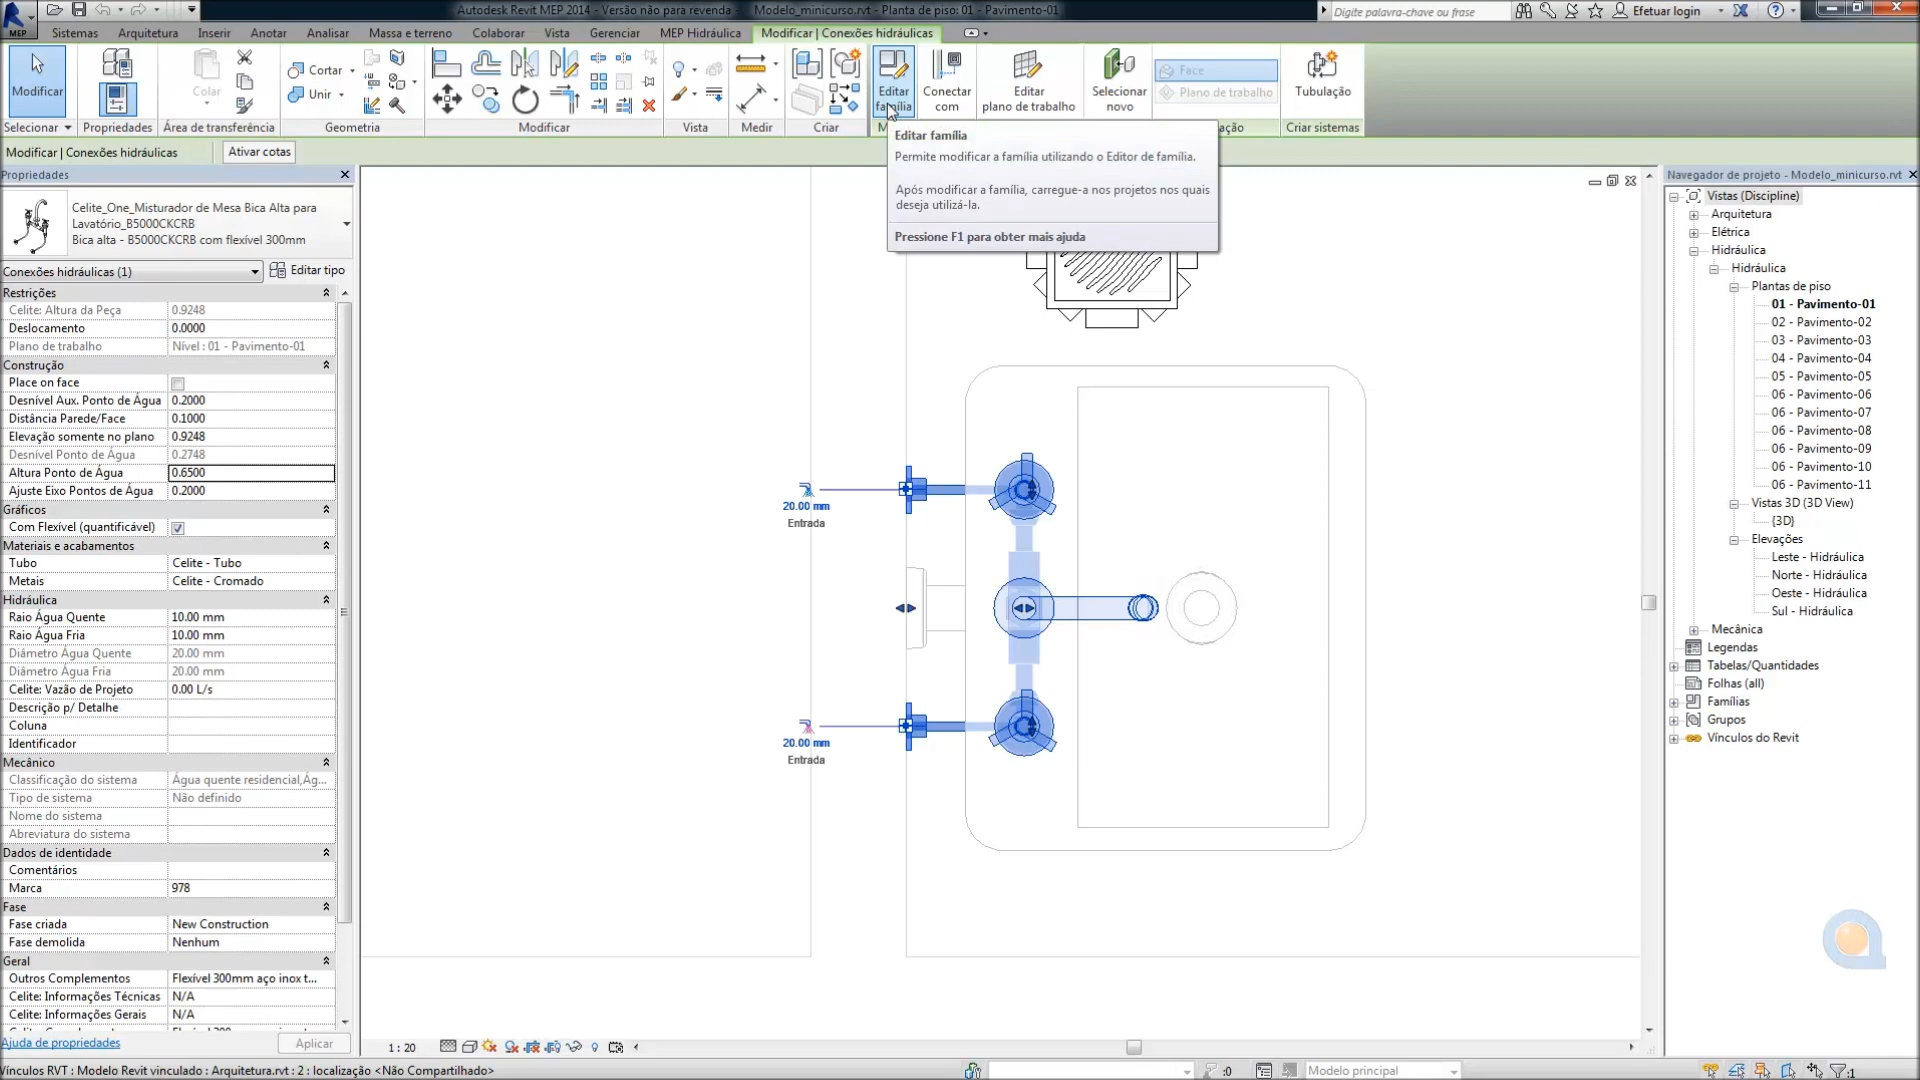 Autodesk Revit MEP 2014 - Versão não para revenda - Modelo_minicurso.rvt - Planta de piso: 01 - Pavimento-01
Digite palavra-chave ou frase
Efetuar login
MEP
Sistemas
Arquitetura
Inserir
Anotar
Analisar
Massa e terreno
Colaborar
Vista
Gerenciar
MEP Hidráulica
Modificar | Conexões hidráulicas
Modificar
Colar
Cortar
Unir
Editar família
Conectar com
Editar plano de trabalho
Selecionar novo
Face
Plano de trabalho
Tubulação
Selecionar
Propriedades
Área de transferência
Geometria
Modificar
Vista
Medir
Criar
Criar sistemas
Modificar | Conexões hidráulicas
Ativar cotas
Editar família
Permite modificar a família utilizando o Editor de família.
Após modificar a família, carregue-a nos projetos nos quais
deseja utilizá-la.
Pressione F1 para obter mais ajuda
Propriedades
Celite_One_Misturador de Mesa Bica Alta para
Lavatório_B5000CKCRB
Bica alta - B5000CKCRB com flexível 300mm
Conexões hidráulicas (1)
Editar tipo
Restrições
Celite: Altura da Peça 0.9248
Deslocamento 0.0000
Plano de trabalho Nível : 01 - Pavimento-01
Construção
Place on face
Desnível Aux. Ponto de Água 0.2000
Distância Parede/Face 0.1000
Elevação somente no plano 0.9248
Desnível Ponto de Água 0.2748
Altura Ponto de Água 0.6500
Ajuste Eixo Pontos de Água 0.2000
Gráficos
Com Flexível (quantificável)
Materiais e acabamentos
Tubo Celite - Tubo
Metais Celite - Cromado
Hidráulica
Raio Água Quente 10.00 mm
Raio Água Fria 10.00 mm
Diâmetro Água Quente 20.00 mm
Diâmetro Água Fria 20.00 mm
Celite: Vazão de Projeto 0.00 L/s
Descrição p/ Detalhe
Coluna
Identificador
Mecânico
Classificação do sistema Água quente residencial,Ág...
Tipo de sistema Não definido
Nome do sistema
Abreviatura do sistema
Dados de identidade
Comentários
Marca 978
Fase
Fase criada New Construction
Fase demolida Nenhum
Geral
Outros Complementos Flexível 300mm aço inox t...
Celite: Informações Técnicas N/A
Celite: Informações Gerais N/A
Ajuda de propriedades
Aplicar
20.00 mm
Entrada
20.00 mm
Entrada
1 : 20
Navegador de projeto - Modelo_minicurso.rvt
Vistas (Discipline)
Arquitetura
Elétrica
Hidráulica
Hidráulica
Plantas de piso
01 - Pavimento-01
02 - Pavimento-02
03 - Pavimento-03
04 - Pavimento-04
05 - Pavimento-05
06 - Pavimento-06
06 - Pavimento-07
06 - Pavimento-08
06 - Pavimento-09
06 - Pavimento-10
06 - Pavimento-11
Vistas 3D (3D View)
{3D}
Elevações
Leste - Hidráulica
Norte - Hidráulica
Oeste - Hidráulica
Sul - Hidráulica
Mecânica
Legendas
Tabelas/Quantidades
Folhas (all)
Famílias
Grupos
Vínculos do Revit
Vínculos RVT : Modelo Revit vinculado : Arquitetura.rvt : 2 : localização <Não Compartilhado>
:0
Modelo principal
:1